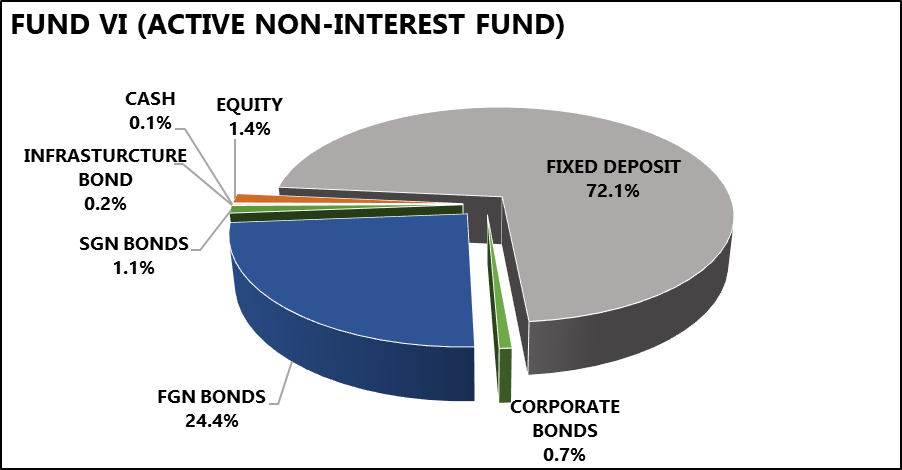 FUND VI (ACTIVE NON-INTEREST FUND)
CASH
0.1%
EQUITY
1.4%
INFRASTURCTURE
BOND
0.2%
FIXED DEPOSIT
72.1%
SGN BONDS
1.1%
FGN BONDS
24.4%
CORPORATE
BONDS
0.7%